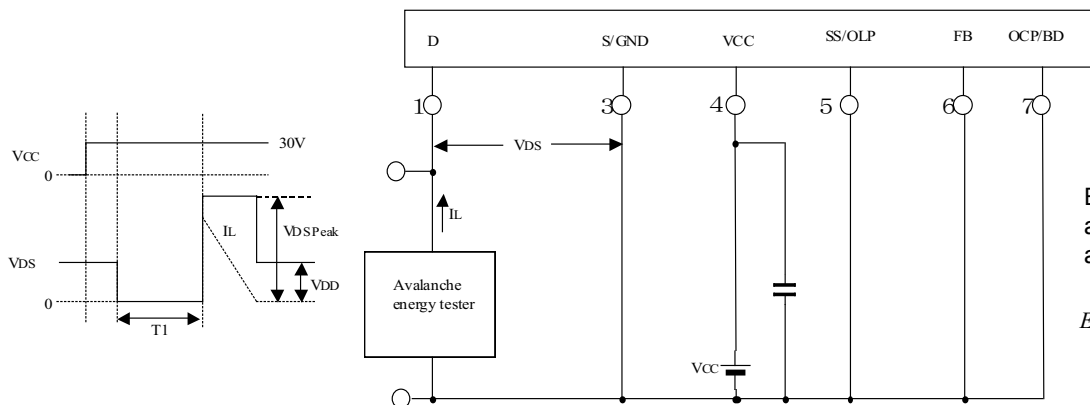 D S/GND VCC SS/OLP FB OCP/BD
1 3 4 5 6 7
VDS
VCC 30V
0
IL
IL
VDSPeak
VDS
VDD
0
T1
Avalanche
energy tester
VCC
E
a
a
E